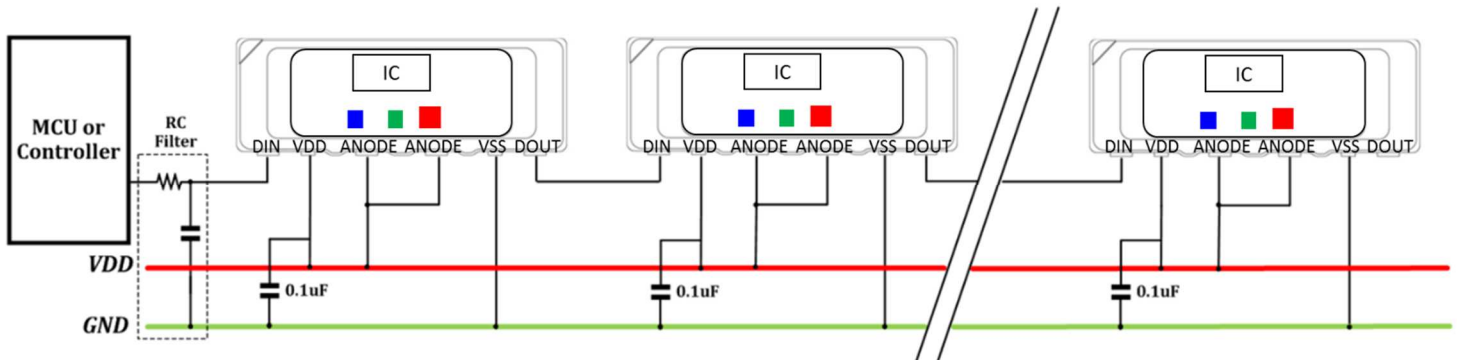 MCU or
Controller
RC
Filter
IC
DIN VDD ANODE ANODE VSS DOUT
IC
DIN VDD ANODE ANODE VSS DOUT
IC
DIN VDD ANODE ANODE VSS DOUT
VDD
0.1uF
0.1uF
0.1uF
GND